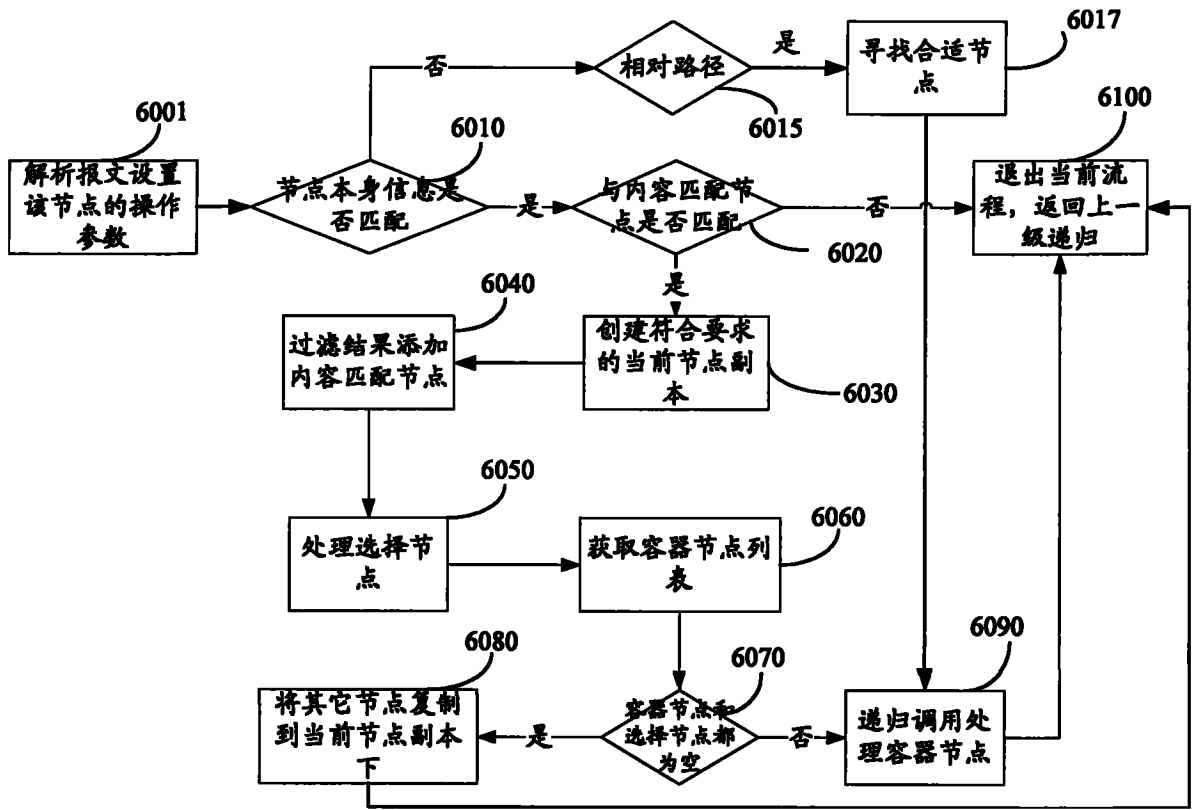 6001
解析报文设置
该节点的操作
参数
6010
节点本身信息是
否匹配
否
相对路径
6015
是
寻找合适节
点
6017
是
与内容匹配节
点是否匹配
6020
否
退出当前流
程，返回上一
级递归
6100
是
创建符合要求
的当前节点副
本
6030
过滤结果添加
内容匹配节点
6040
处理选择节
点
6050
获取容器节点列
表
6060
容器节点和
选择节点都
为空
6070
是
将其它节点复制
到当前节点副本
下
6080
否
递归调用处
理容器节点
6090